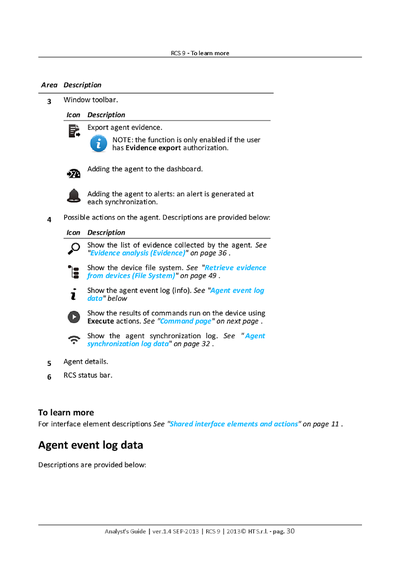 RCS 9 - To learn more
Area Description
3 Window toolbar.
Icon Description
Export agent evidence.
NOTE: the function is only enabled if the user
has Evidence export authorization.
Adding the agent to the dashboard.
Adding the agent to alerts: an alert is generated at
each synchronization.
4 Possible actions on the agent. Descriptions are provided below:
Icon Description
Show the list of evidence collected by the agent. See
"Evidence analysis (Evidence)" on page 36 .
Show the device file system. See "Retrieve evidence
from devices (File System)" on page 49 .
Show the agent event log (info). See "Agent event log
data" below
Show the results of commands run on the device using
Execute actions. See "Command page" on next page .
Show the agent synchronization log. See "Agent
synchronization log data" on page 32 .
5 Agent details.
6 RCS status bar.
To learn more
For interface element descriptions See "Shared interface elements and actions" on page 11 .
Agent event log data
Descriptions are provided below:
Analyst's Guide | ver.1.4 SEP-2013 | RCS 9 | 2013© HT S.r.l. - pag. 30